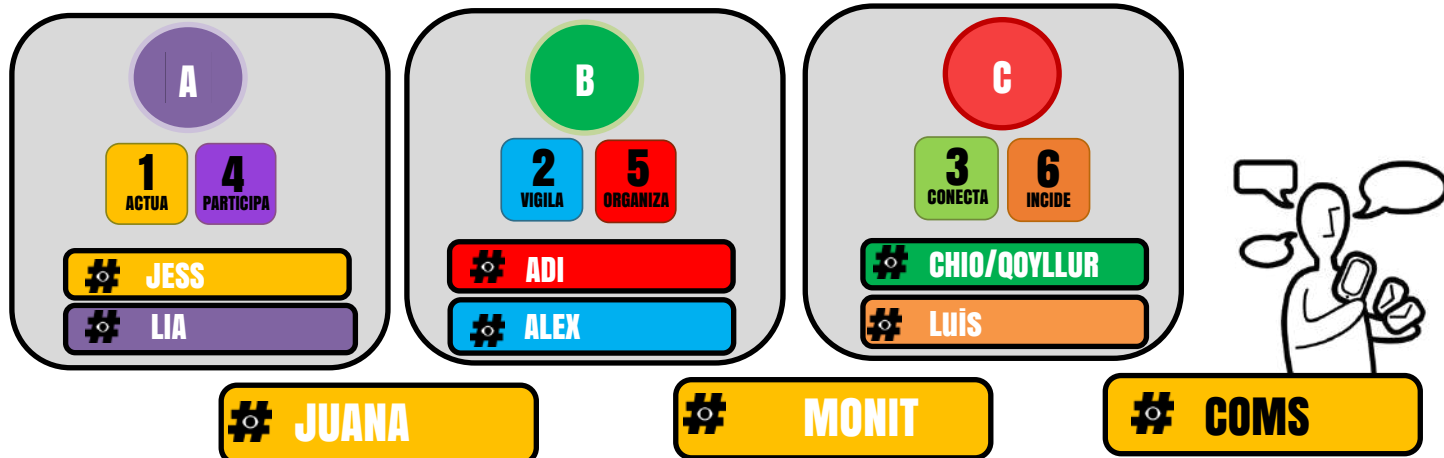 A
1
ACTUA
4
PARTICIPA
# JESS
# LIA
B
2
VIGILA
5
ORGANIZA
# ADI
# ALEX
C
3
CONECTA
6
INCIDE
# CHIO/QOYLLUR
# Luis
# JUANA
# MONIT
# COMS